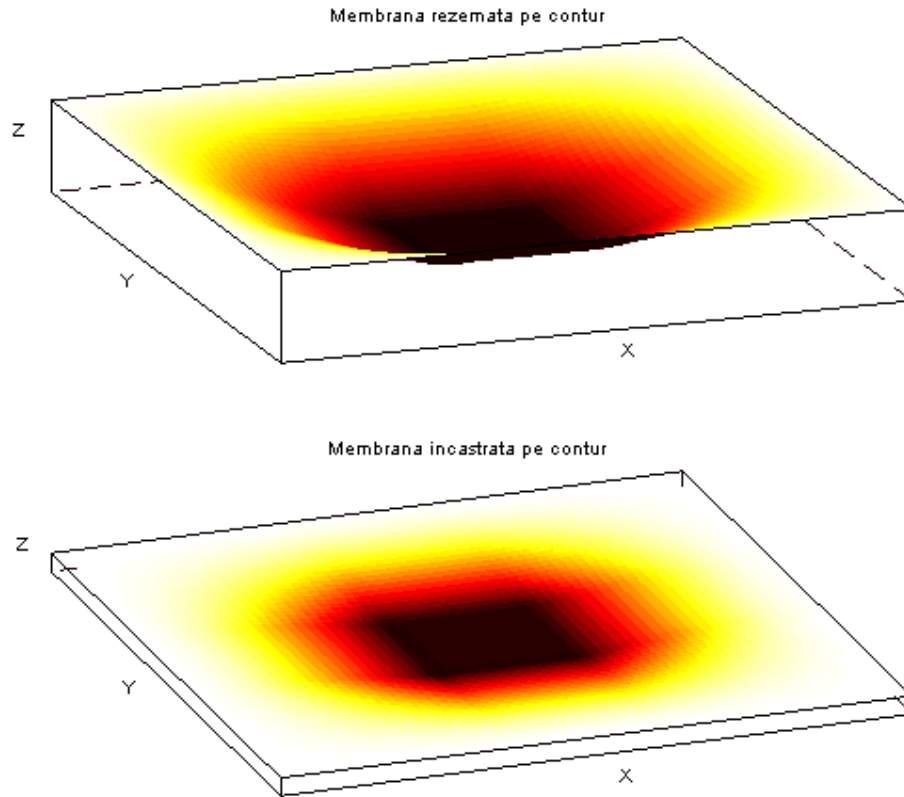 Membrana rezemata pe contur
Z
Y
X
Membrana incastrata pe contur
Z
Y
X